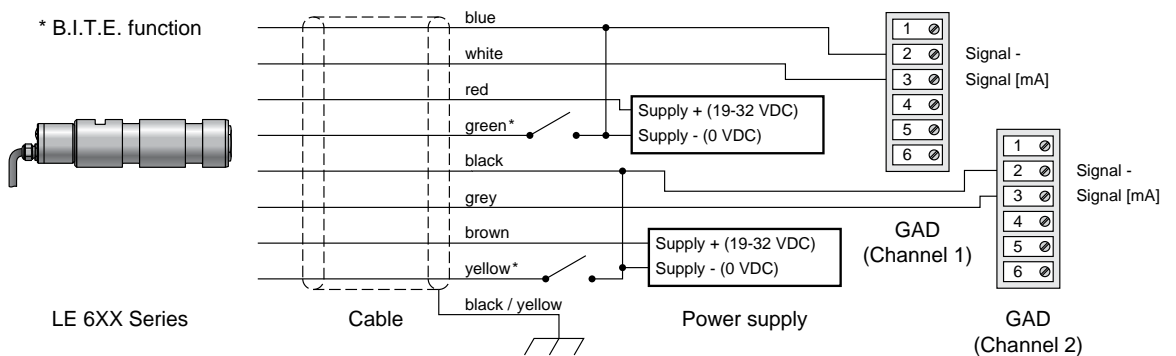 * B.I.T.E. function
blue
white
red
green*
black
grey
brown
yellow*
black / yellow
Supply + (19-32 VDC)
Supply - (0 VDC)
Supply + (19-32 VDC)
Supply - (0 VDC)
1
2
3
4
5
6
Signal -
Signal [mA]
GAD
(Channel 1)
1
2
3
4
5
6
Signal -
Signal [mA]
LE 6XX Series
Cable
Power supply
GAD
(Channel 2)